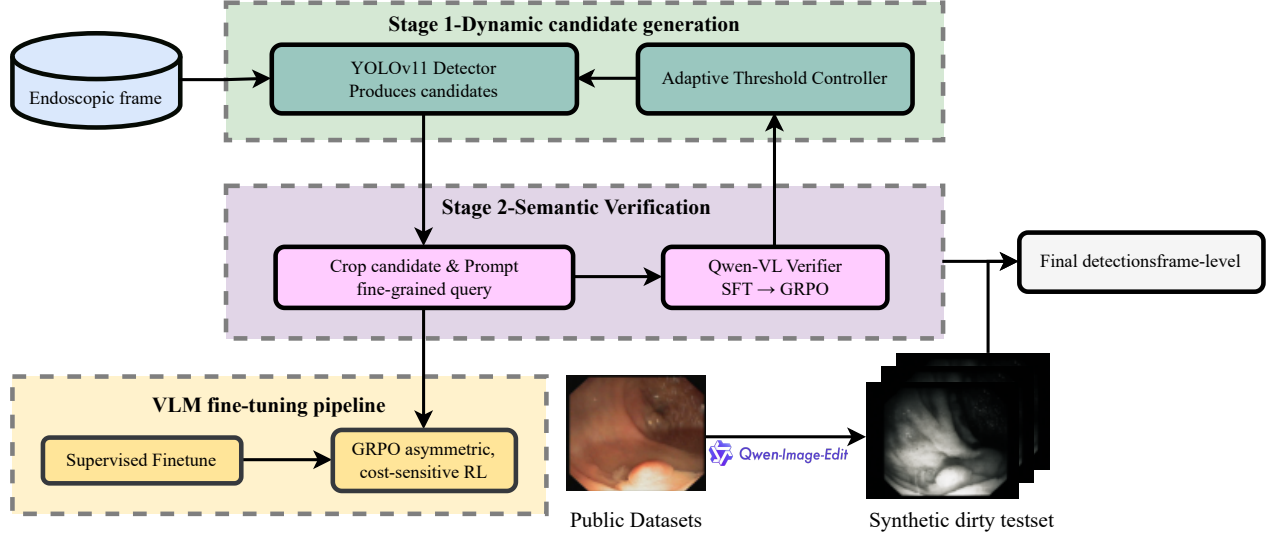 Stage 1-Dynamic candidate generation
Endoscopic frame
YOLOv11 Detector
Produces candidates
Adaptive Threshold Controller
Stage 2-Semantic Verification
Crop candidate & Prompt
fine-grained query
Qwen-VL Verifier
SFT → GRPO
Final detectionsframe-level
VLM fine-tuning pipeline
Supervised Finetune
GRPO asymmetric,
cost-sensitive RL
Qwen-Image-Edit
Public Datasets
Synthetic dirty testset